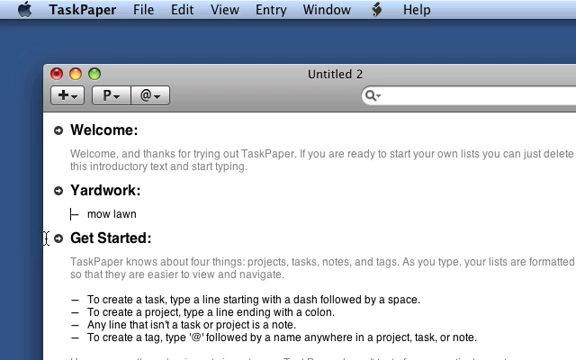 TaskPaper File Edit View Entry Window Help
Untitled 2
+ P @
Welcome:
Welcome, and thanks for trying out TaskPaper. If you are ready to start your own lists you can just delete
this introductory text and start typing.
Yardwork:
– mow lawn
Get Started:
TaskPaper knows about four things: projects, tasks, notes, and tags. As you type, your lists are formatted
so that they are easier to view and navigate.
– To create a task, type a line starting with a dash followed by a space.
– To create a project, type a line ending with a colon.
– Any line that isn't a task or project is a note.
– To create a tag, type '@' followed by a name anywhere in a project, task, or note.